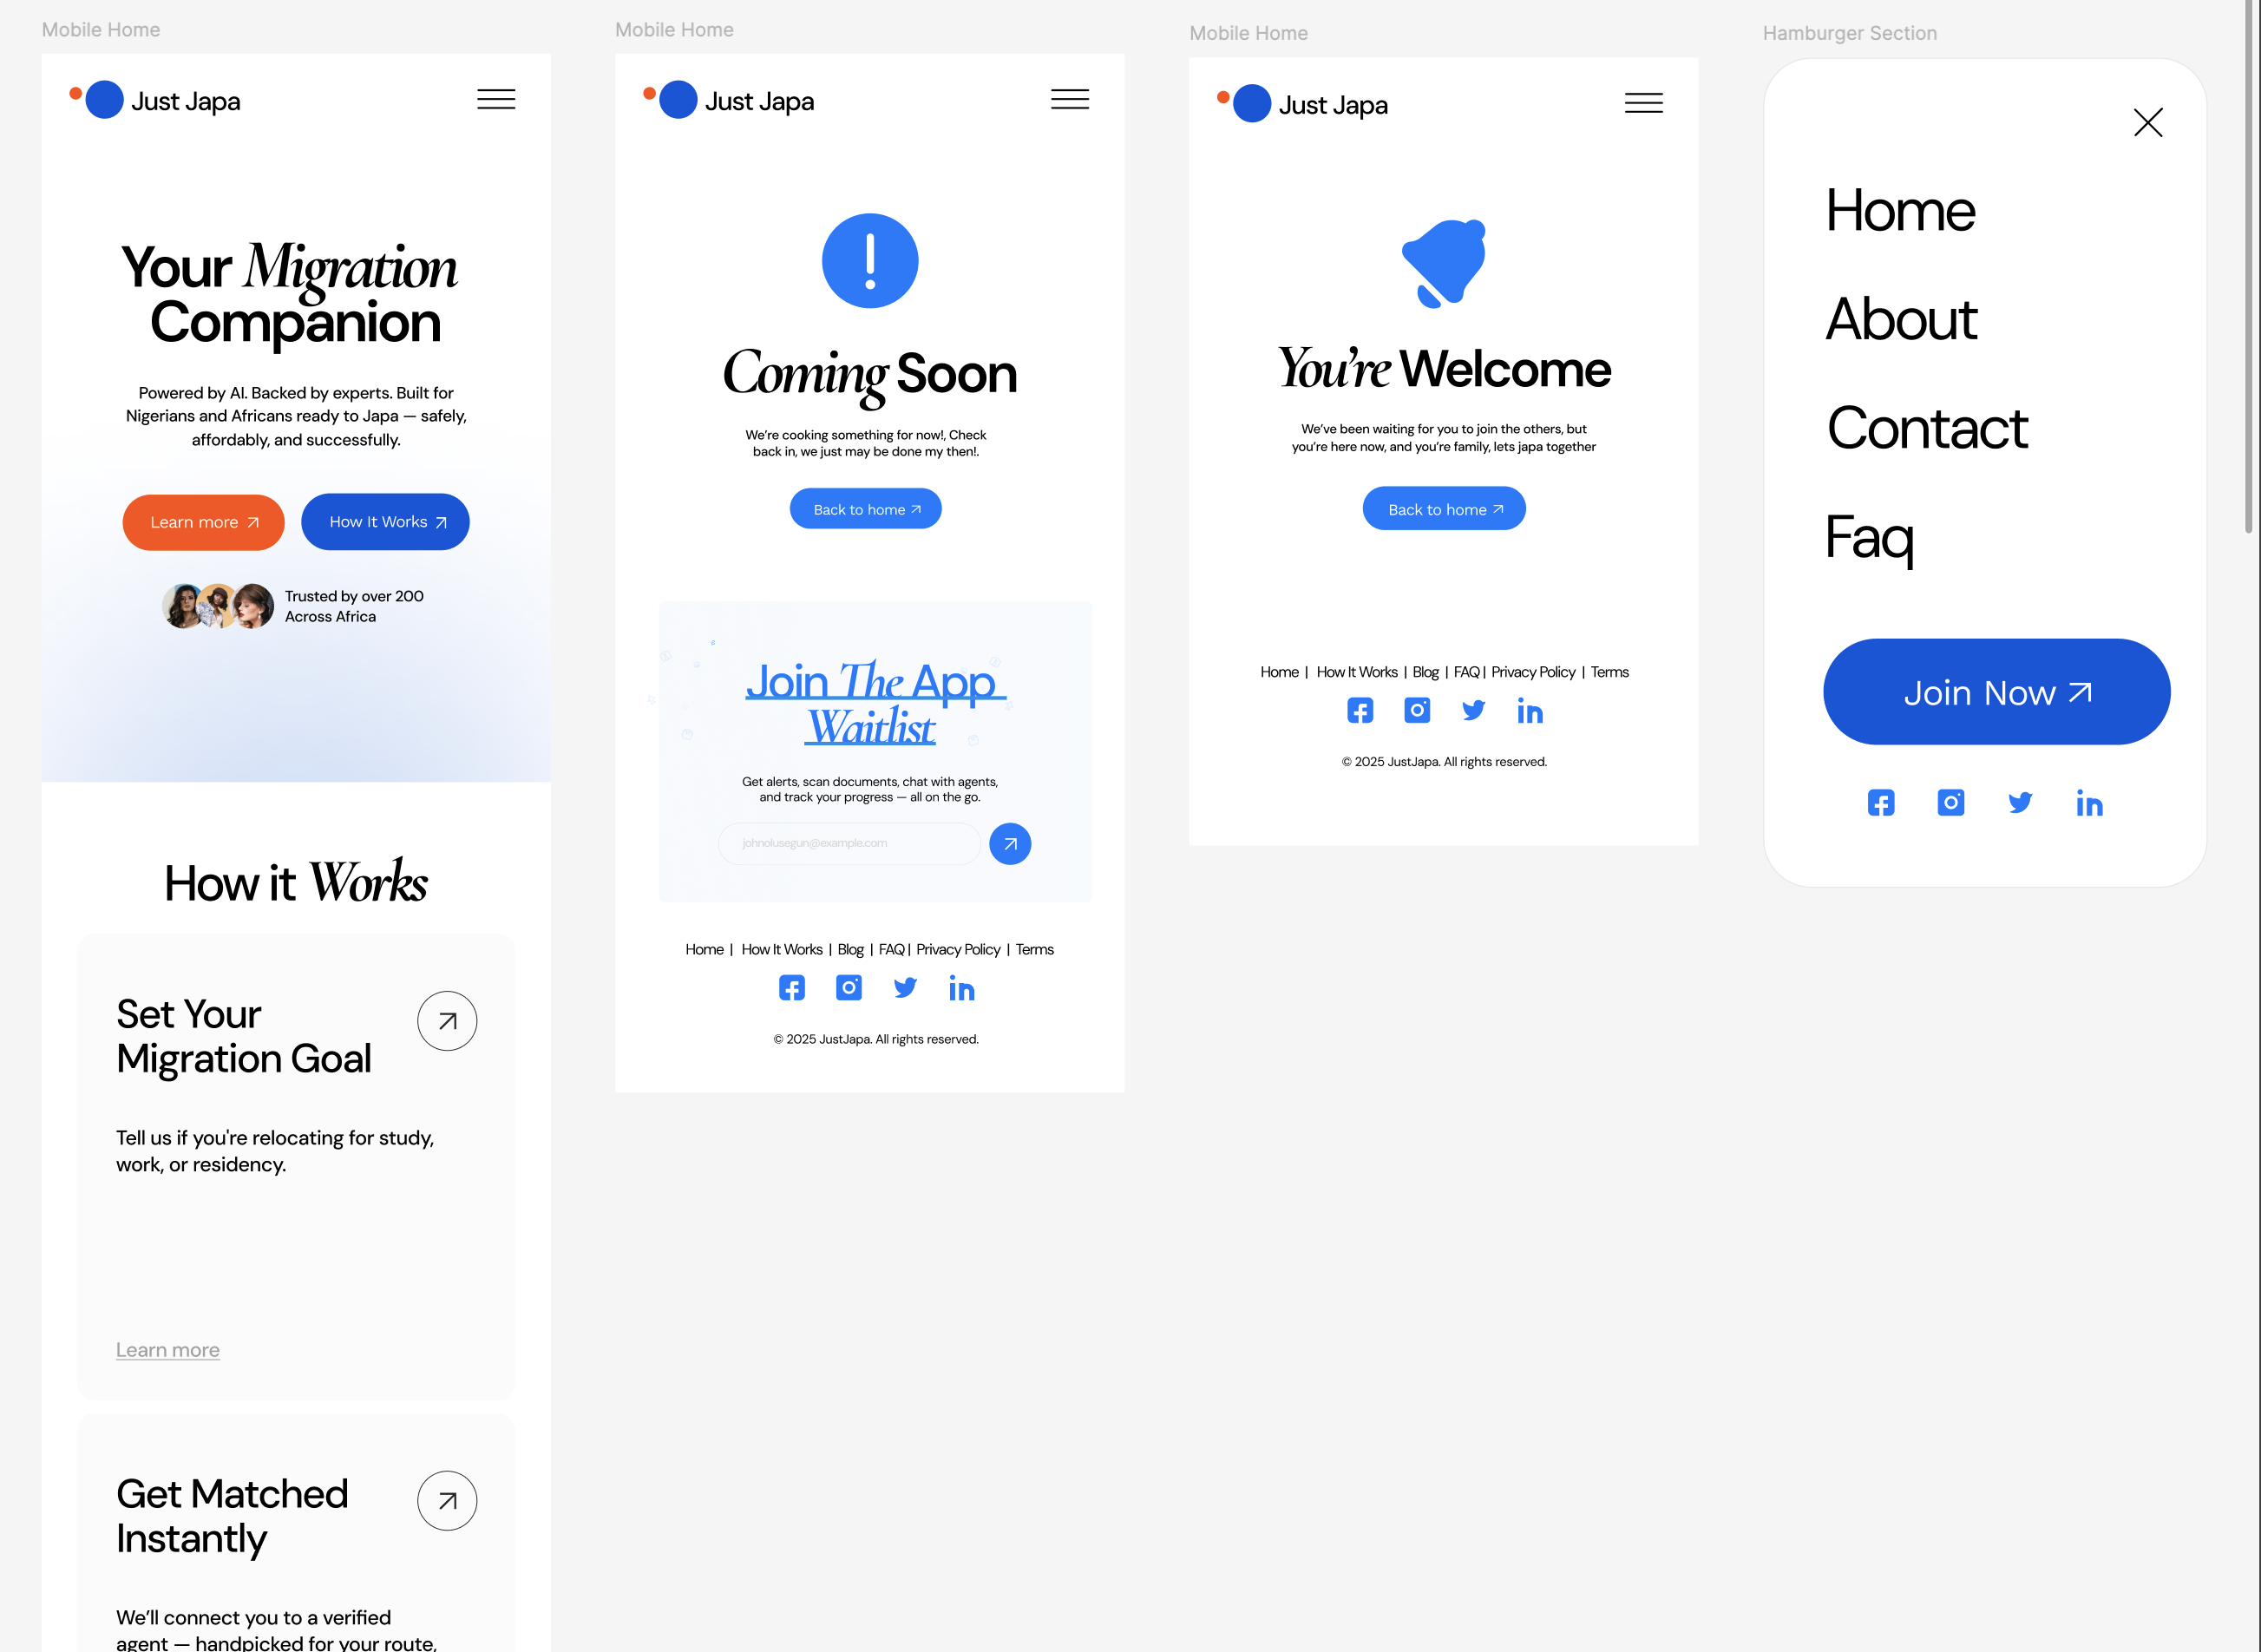 Mobile Home
Just Japa
Your Migration
Companion
Powered by AI. Backed by experts. Built for
Nigerians and Africans ready to Japa — safely,
affordably, and successfully.
Learn more
How It Works
Trusted by over 200
Across Africa
How it Works
Set Your
Migration Goal
Tell us if you're relocating for study,
work, or residency.
Learn more
Get Matched
Instantly
We’ll connect you to a verified
agent — handpicked for your route,
Mobile Home
Just Japa
Coming Soon
We’re cooking something for now!, Check
back in, we just may be done my then!.
Back to home
Join The App
Waitlist
Get alerts, scan documents, chat with agents,
and track your progress — all on the go.
johnolusegun@example.com
Home | How It Works | Blog | FAQ | Privacy Policy | Terms
© 2025 JustJapa. All rights reserved.
Mobile Home
Just Japa
You’re Welcome
We’ve been waiting for you to join the others, but
you’re here now, and you’re family, lets japa together
Back to home
Home | How It Works | Blog | FAQ | Privacy Policy | Terms
© 2025 JustJapa. All rights reserved.
Hamburger Section
Home
About
Contact
Faq
Join Now